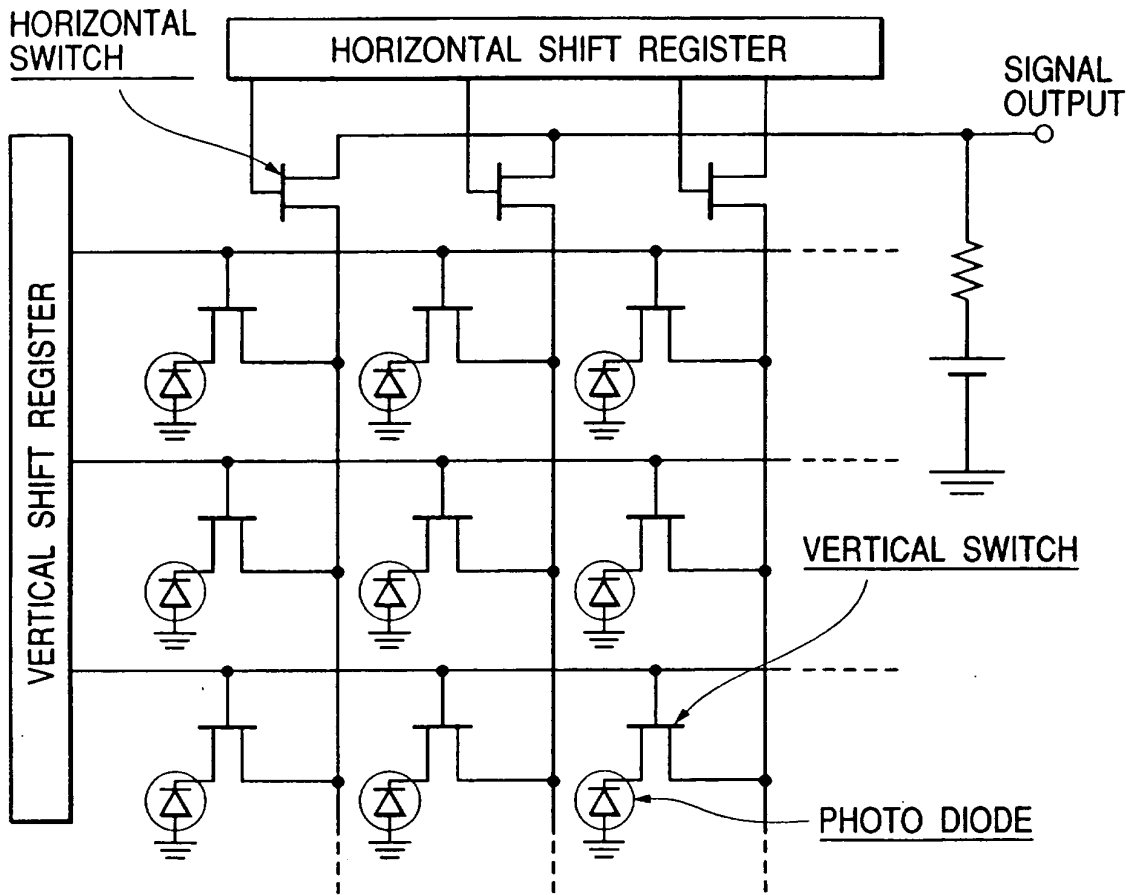 HORIZONTAL
SWITCH
HORIZONTAL SHIFT REGISTER
SIGNAL
OUTPUT
VERTICAL SHIFT REGISTER
VERTICAL SWITCH
PHOTO DIODE